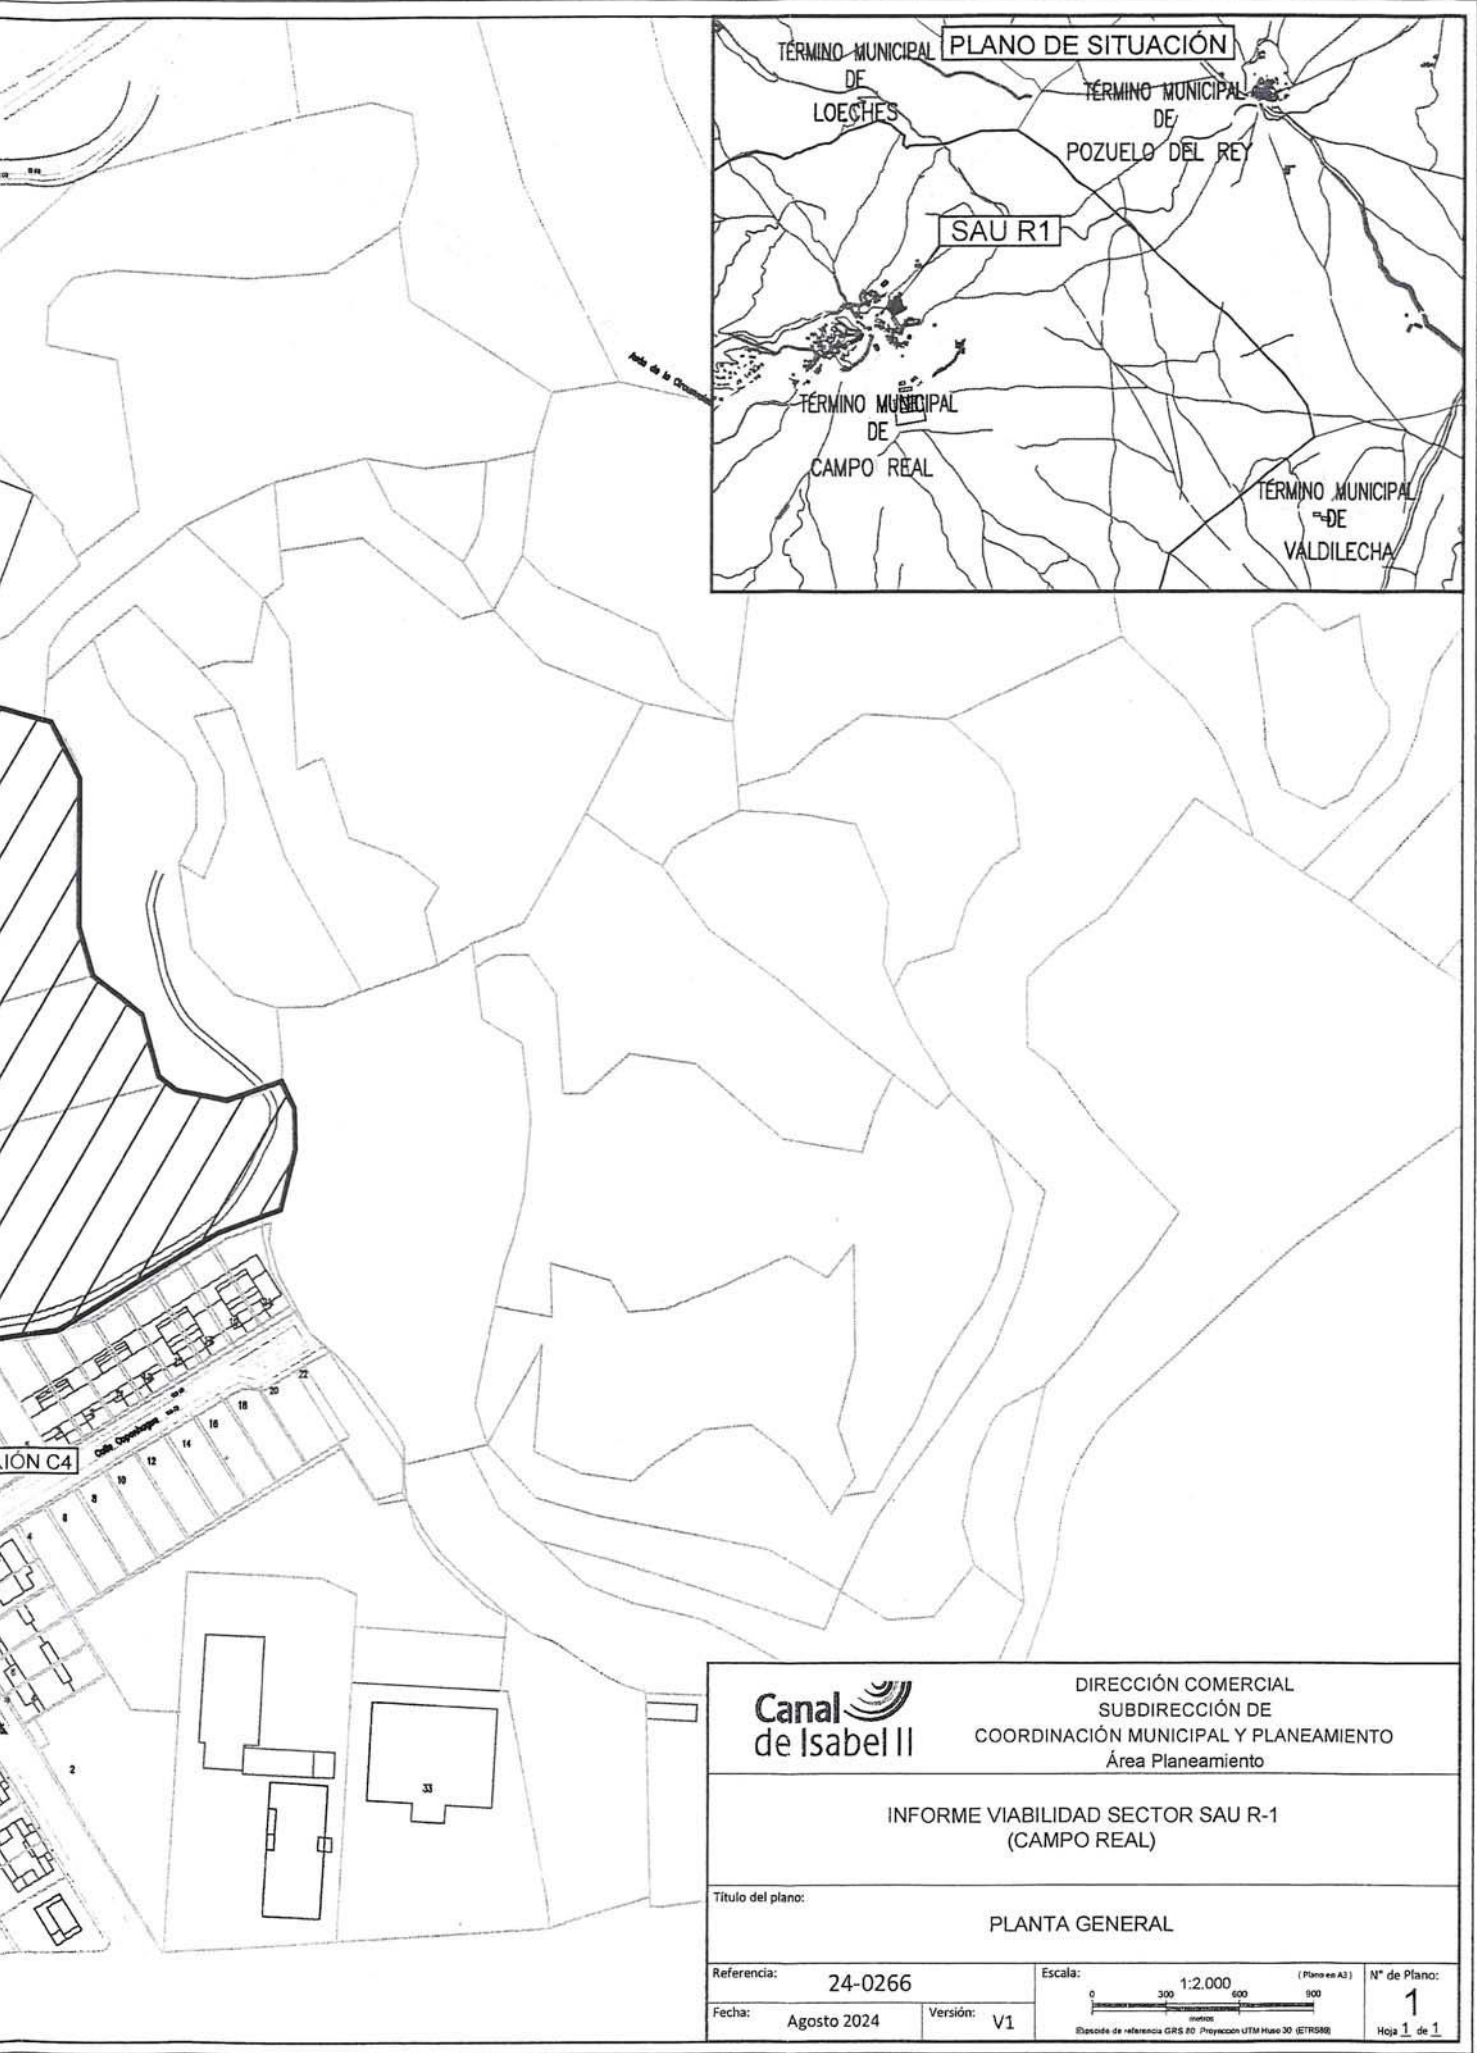 PLANO DE SITUACIÓN
TÉRMINO MUNICIPAL
DE
LOECHES
TÉRMINO MUNICIPAL
DE
POZUELO DEL REY
SAU R1
TÉRMINO MUNICIPAL
DE
CAMPO REAL
TÉRMINO MUNICIPAL
DE
VALDILECHA
Avda de la
IÓN C4
Calle Copenhague
4
6
8
10
12
14
16
18
20
22
2
33
Canal
de Isabel II
DIRECCIÓN COMERCIAL
SUBDIRECCIÓN DE
COORDINACIÓN MUNICIPAL Y PLANEAMIENTO
Área Planeamiento
INFORME VIABILIDAD SECTOR SAU R-1
(CAMPO REAL)
Título del plano:
PLANTA GENERAL
Referencia:
24-0266
Fecha:
Agosto 2024
Versión:
V1
Escala:
1:2.000
(Plano en A3)
0 300 600 900
metros
Elipsoide de referencia GRS 80 Proyección UTM Huso 30 (ETRS89)
N° de Plano:
1
Hoja 1 de 1